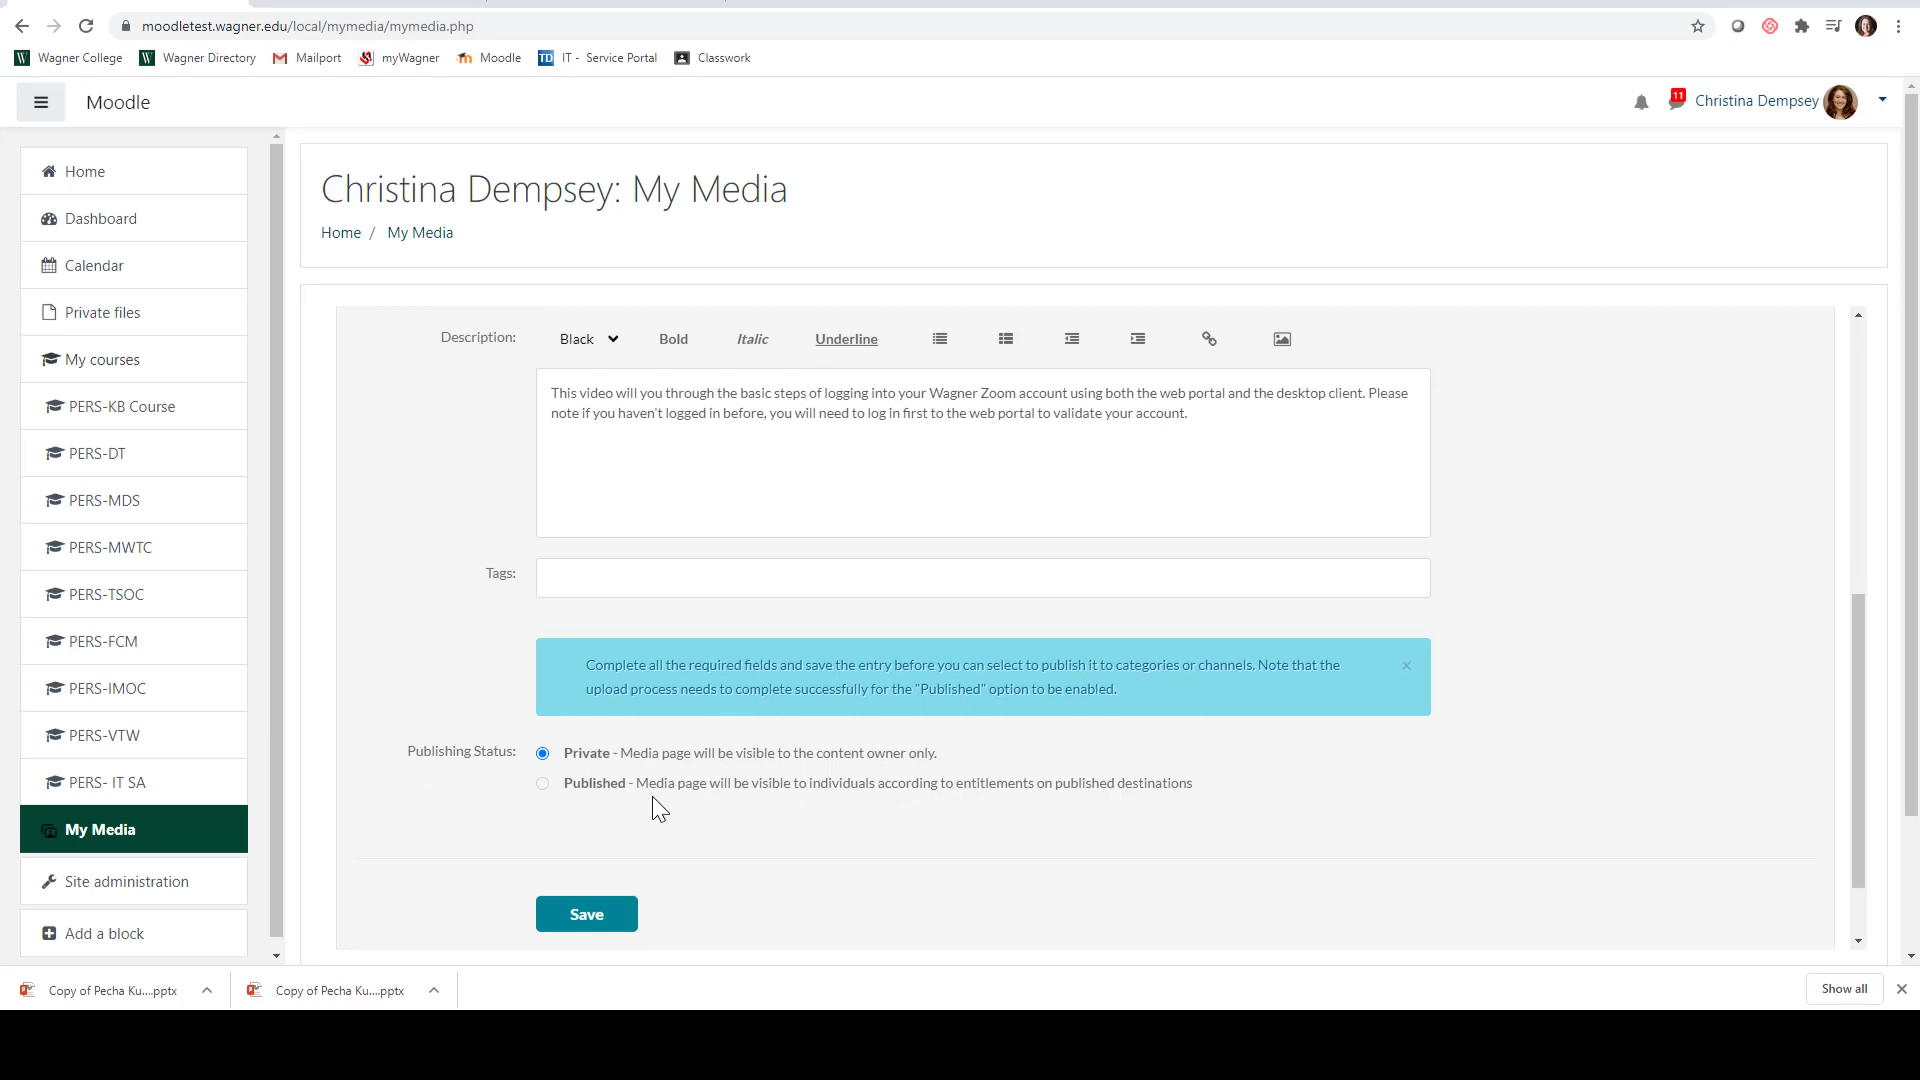 moodletest.wagner.edu/local/mymedia/mymedia.php
Wagner College
Wagner Directory
Mailport
myWagner
Moodle
TD IT - Service Portal
Classwork
Moodle
11
Christina Dempsey
Home
Dashboard
Calendar
Private files
My courses
PERS-KB Course
PERS-DT
PERS-MDS
PERS-MWTC
PERS-TSOC
PERS-FCM
PERS-IMOC
PERS-VTW
PERS- IT SA
My Media
Site administration
Add a block
Christina Dempsey: My Media
Home / My Media
Description:
Black
Bold
Italic
Underline
This video will you through the basic steps of logging into your Wagner Zoom account using both the web portal and the desktop client. Please
note if you haven't logged in before, you will need to log in first to the web portal to validate your account.
Tags:
Complete all the required fields and save the entry before you can select to publish it to categories or channels. Note that the
upload process needs to complete successfully for the "Published" option to be enabled.
Publishing Status:
Private - Media page will be visible to the content owner only.
Published - Media page will be visible to individuals according to entitlements on published destinations
Save
Copy of Pecha Ku....pptx
Copy of Pecha Ku....pptx
Show all